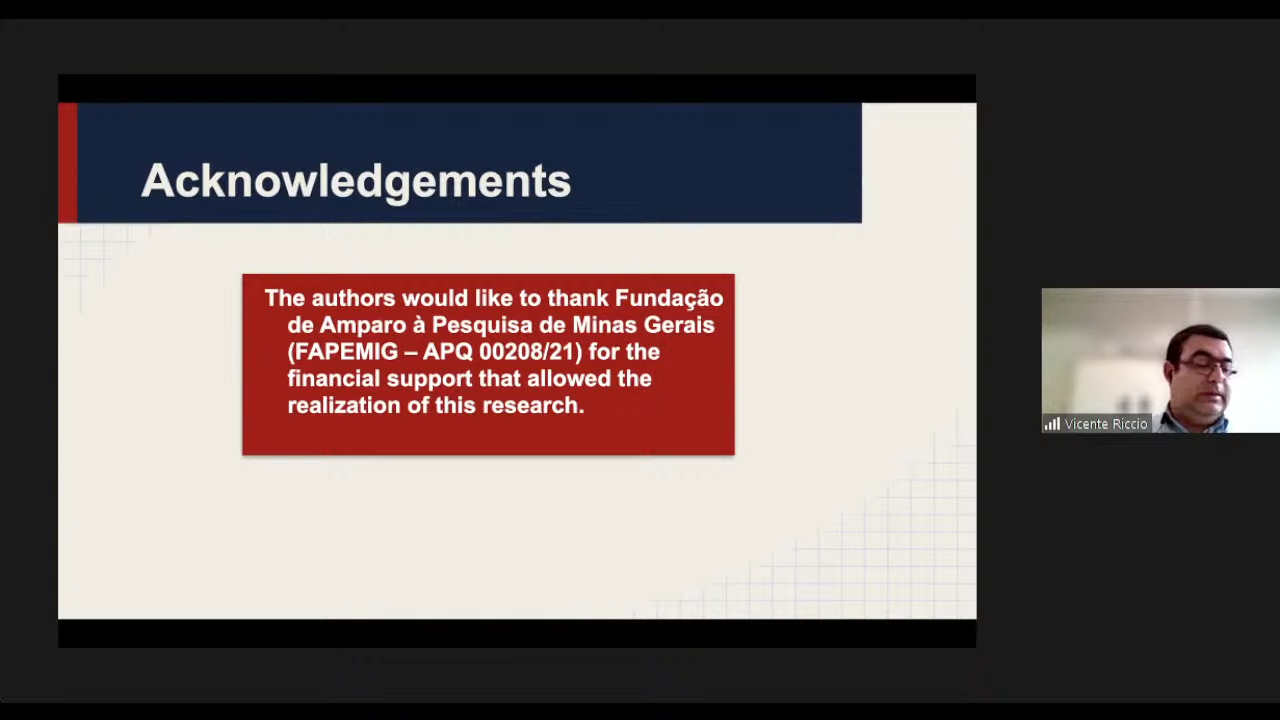 Acknowledgements
The authors would like to thank Fundação
de Amparo à Pesquisa de Minas Gerais
(FAPEMIG – APQ 00208/21) for the
financial support that allowed the
realization of this research.
Vicente Riccio